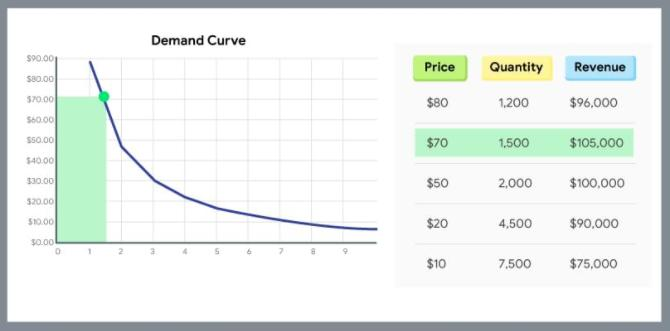 Demand Curve
$90.00
$80.00
$70.00
$60.00
$50.00
$40.00
$30.00
$20.00
$10.00
$0.00
0 1 2 3 4 5 6 7 8 9
Price Quantity Revenue
$80 1,200 $96,000
$70 1,500 $105,000
$50 2,000 $100,000
$20 4,500 $90,000
$10 7,500 $75,000